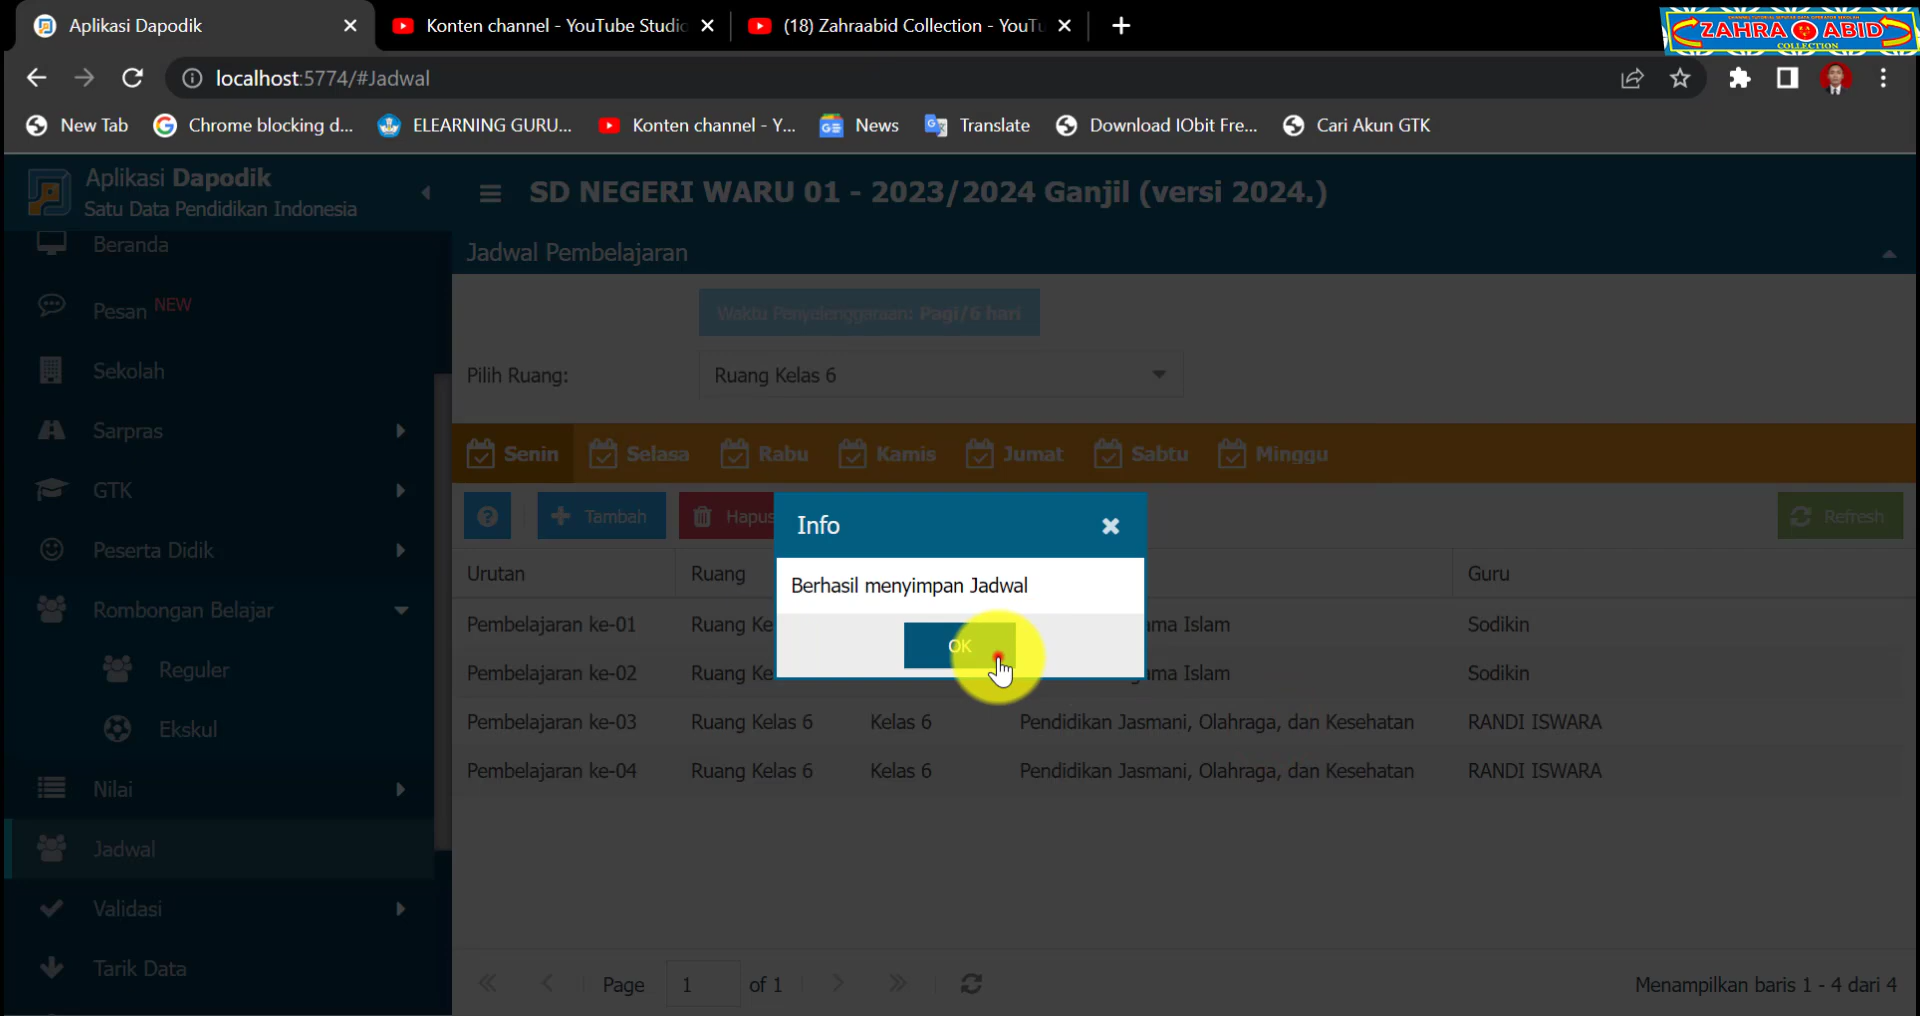 Aplikasi Dapodik
Konten channel - YouTube Studio
(18) Zahraabid Collection - YouTu
ZAHRA ABID
COLLECTION
localhost:5774/#Jadwal
New Tab
Chrome blocking d...
ELEARNING GURU...
Konten channel - Y...
News
Translate
Download IObit Fre...
Cari Akun GTK
Aplikasi Dapodik
Satu Data Pendidikan Indonesia
SD NEGERI WARU 01 - 2023/2024 Ganjil (versi 2024.)
Beranda
Pesan NEW
Sekolah
Sarpras
GTK
Peserta Didik
Rombongan Belajar
Reguler
Ekskul
Nilai
Jadwal
Validasi
Tarik Data
Jadwal Pembelajaran
Waktu Penyelenggaraan: Pagi/6 hari
Pilih Ruang: Ruang Kelas 6
Senin Selasa Rabu Kamis Jumat Sabtu Minggu
Tambah Hapus Refresh
Info
Berhasil menyimpan Jadwal
OK
Urutan Ruang Guru
Pembelajaran ke-01 Ruang Ke ma Islam Sodikin
Pembelajaran ke-02 Ruang Ke gama Islam Sodikin
Pembelajaran ke-03 Ruang Kelas 6 Kelas 6 Pendidikan Jasmani, Olahraga, dan Kesehatan RANDI ISWARA
Pembelajaran ke-04 Ruang Kelas 6 Kelas 6 Pendidikan Jasmani, Olahraga, dan Kesehatan RANDI ISWARA
Page 1 of 1
Menampilkan baris 1 - 4 dari 4